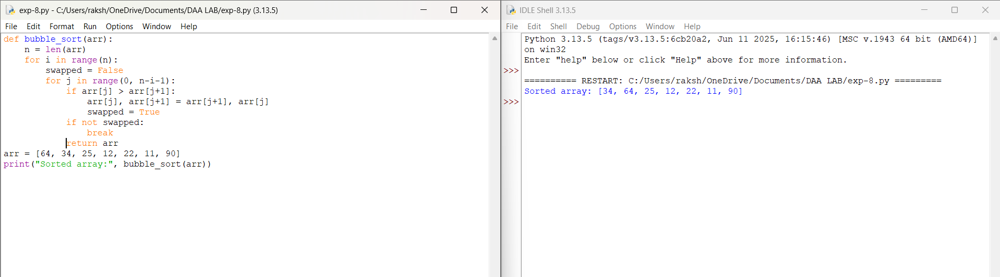 exp-8.py - C:/Users/raksh/OneDrive/Documents/DAA LAB/exp-8.py (3.13.5)
File Edit Format Run Options Window Help
def bubble_sort(arr):
    n = len(arr)
    for i in range(n):
        swapped = False
        for j in range(0, n-i-1):
            if arr[j] > arr[j+1]:
                arr[j], arr[j+1] = arr[j+1], arr[j]
                swapped = True
            if not swapped:
                break
            return arr
arr = [64, 34, 25, 12, 22, 11, 90]
print("Sorted array:", bubble_sort(arr))
IDLE Shell 3.13.5
File Edit Shell Debug Options Window Help
Python 3.13.5 (tags/v3.13.5:6cb20a2, Jun 11 2025, 16:15:46) [MSC v.1943 64 bit (AMD64)]
on win32
Enter "help" below or click "Help" above for more information.
>>>
========== RESTART: C:/Users/raksh/OneDrive/Documents/DAA LAB/exp-8.py =========
Sorted array: [34, 64, 25, 12, 22, 11, 90]
>>>